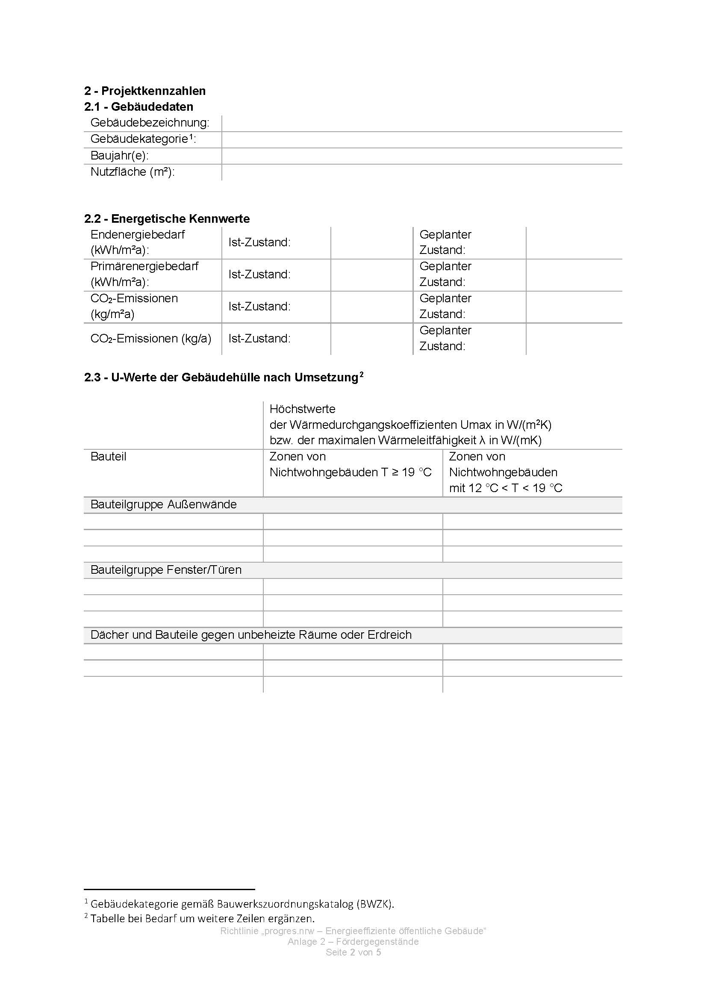 2 - Projektkennzahlen
2.1 - Gebäudedaten
Gebäudebezeichnung:
Gebäudekategorie¹:
Baujahr(e):
Nutzfläche (m²):
2.2 - Energetische Kennwerte
Endenergiebedarf
(kWh/m²a):
Ist-Zustand:
Geplanter
Zustand:
Primärenergiebedarf
(kWh/m²a):
Ist-Zustand:
Geplanter
Zustand:
CO₂-Emissionen
(kg/m²a)
Ist-Zustand:
Geplanter
Zustand:
CO₂-Emissionen (kg/a)
Ist-Zustand:
Geplanter
Zustand:
2.3 - U-Werte der Gebäudehülle nach Umsetzung²
Höchstwerte
der Wärmedurchgangskoeffizienten Umax in W/(m²K)
bzw. der maximalen Wärmeleitfähigkeit λ in W/(mK)
Bauteil
Zonen von
Nichtwohngebäuden T ≥ 19 °C
Zonen von
Nichtwohngebäuden
mit 12 °C < T < 19 °C
Bauteilgruppe Außenwände
Bauteilgruppe Fenster/Türen
Dächer und Bauteile gegen unbeheizte Räume oder Erdreich
¹ Gebäudekategorie gemäß Bauwerkszuordnungskatalog (BWZK).
² Tabelle bei Bedarf um weitere Zeilen ergänzen.
Richtlinie „progres.nrw – Energieeffiziente öffentliche Gebäude“
Anlage 2 – Fördergegenstände
Seite 2 von 5